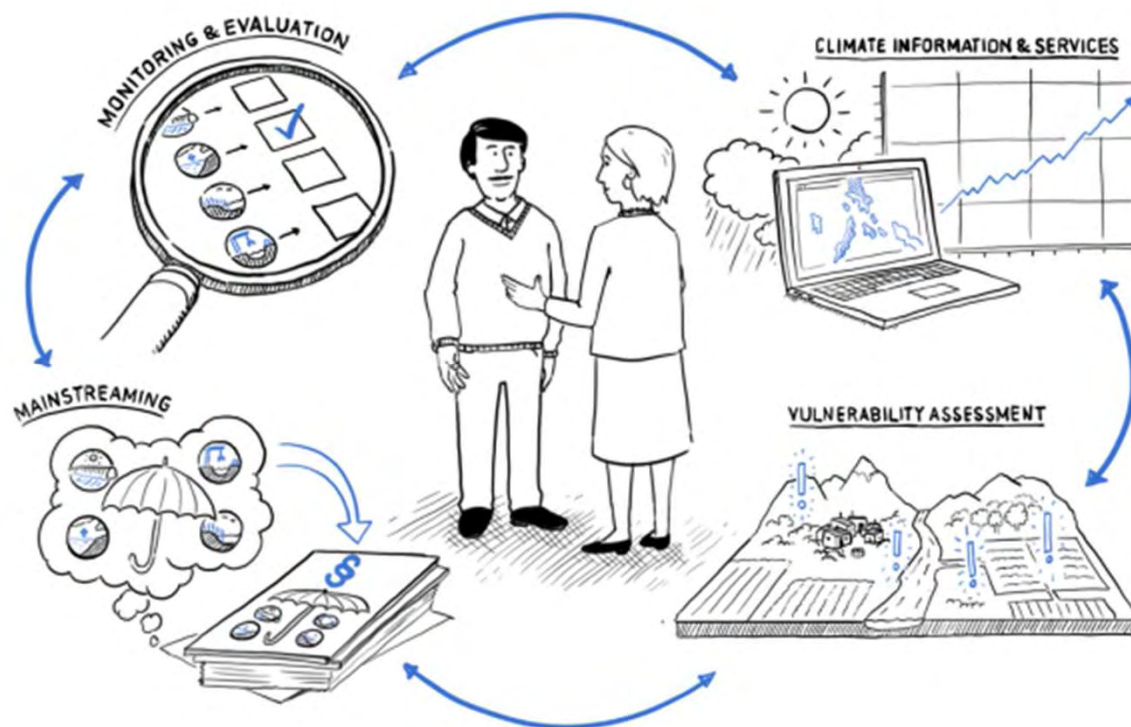 MONITORING & EVALUATION
CLIMATE INFORMATION & SERVICES
MAINSTREAMING
VULNERABILITY ASSESSMENT
§